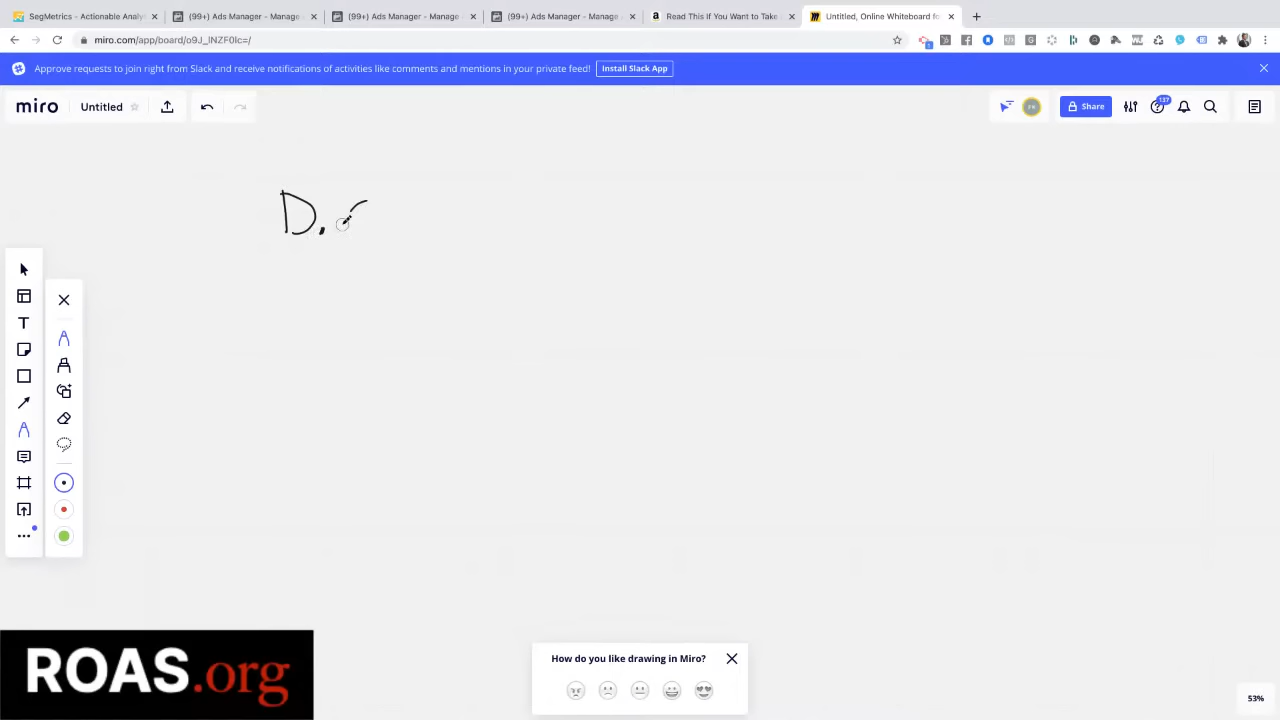 SegMetrics - Actionable Analyt
(99+) Ads Manager - Manage
(99+) Ads Manager - Manage
(99+) Ads Manager - Manage
Read This If You Want to Take
Untitled, Online Whiteboard fo
miro.com/app/board/o9J_lNZF0Ic=/
Approve requests to join right from Slack and receive notifications of activities like comments and mentions in your private feed!
Install Slack App
miro
Untitled
Share
137
D.
ROAS.org
How do you like drawing in Miro?
53%